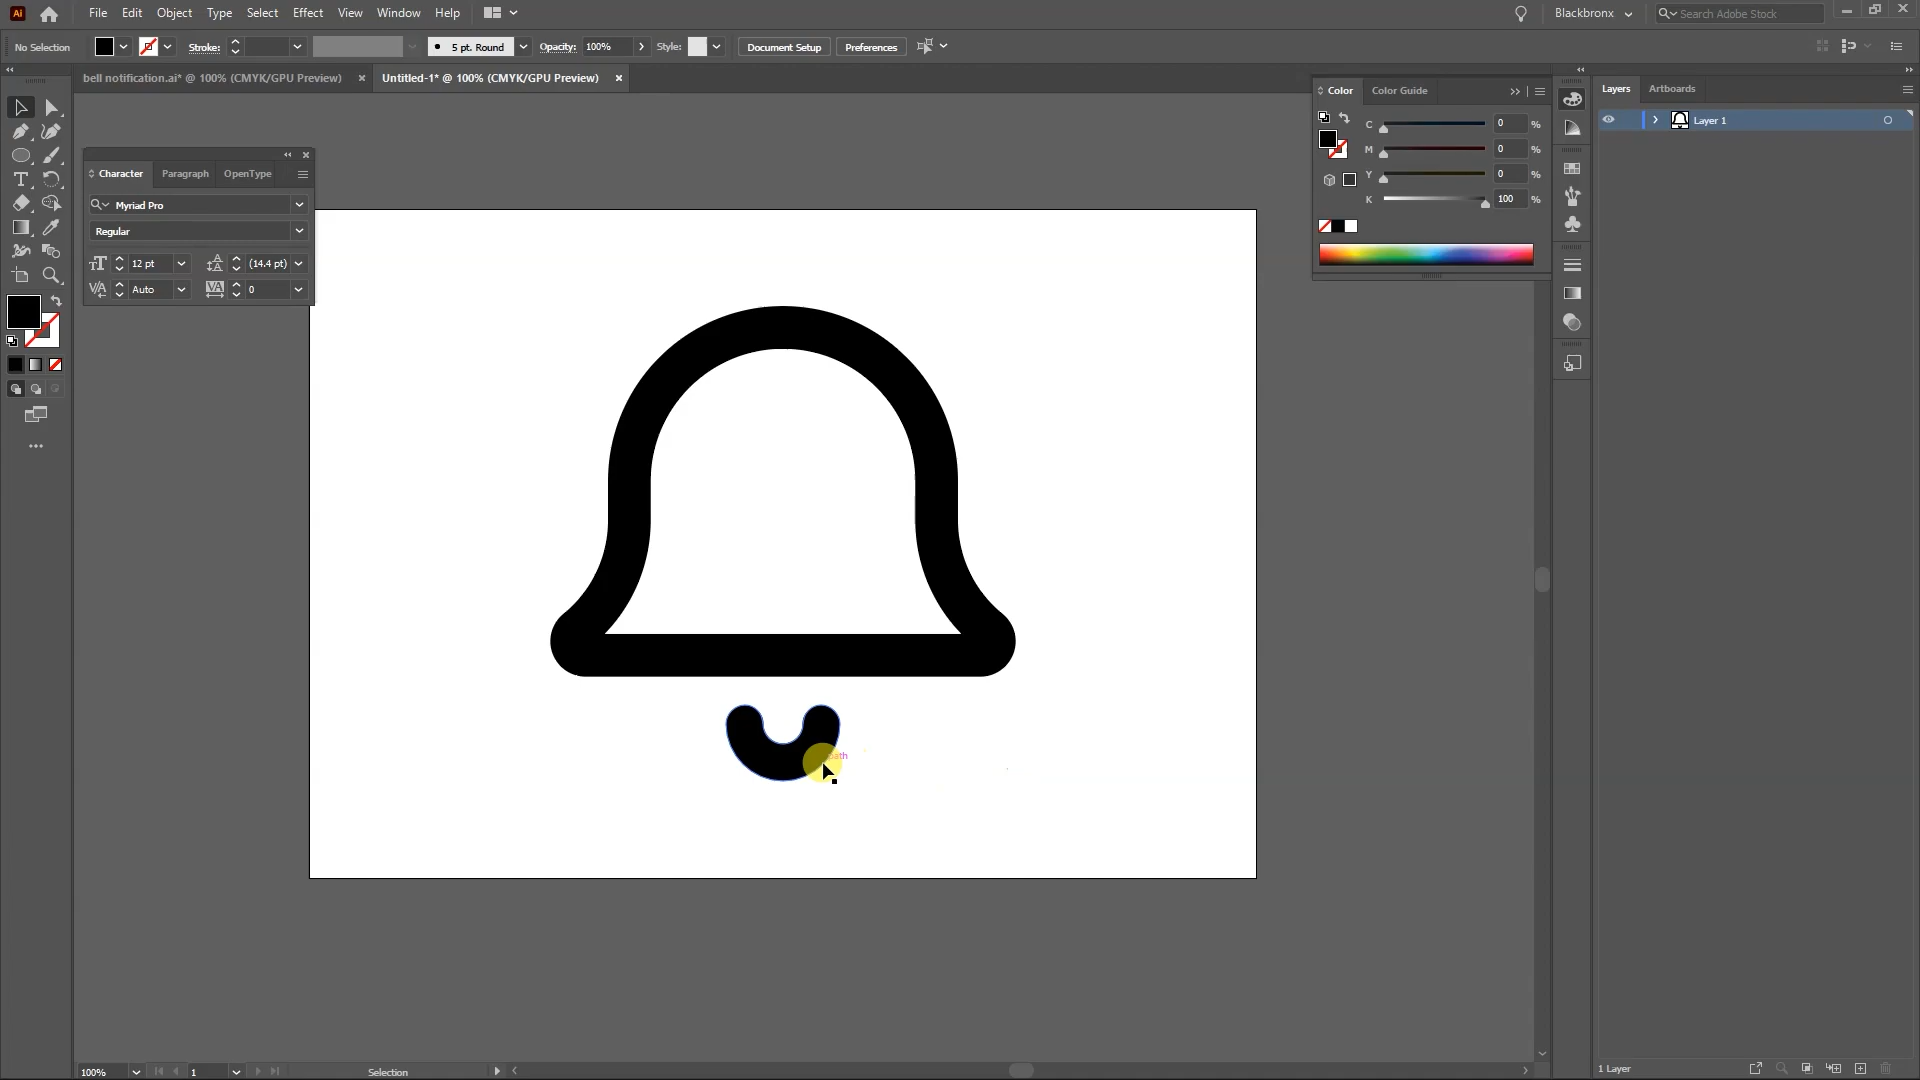 Ai File Edit Object Type Select Effect View Window Help Blackbronx Search Adobe Stock
No Selection Stroke: 5 pt. Round Opacity: 100% Style: Document Setup Preferences
bell notification.ai* @ 100% (CMYK/GPU Preview) × Untitled-1* @ 100% (CMYK/GPU Preview) ×
Color Color Guide
Layers Artboards
C 0 %
M 0 %
Y 0 %
K 100 %
Layer 1
Character Paragraph OpenType
Myriad Pro
Regular
12 pt (14.4 pt)
Auto 0
path
100% 1 Selection
1 Layer